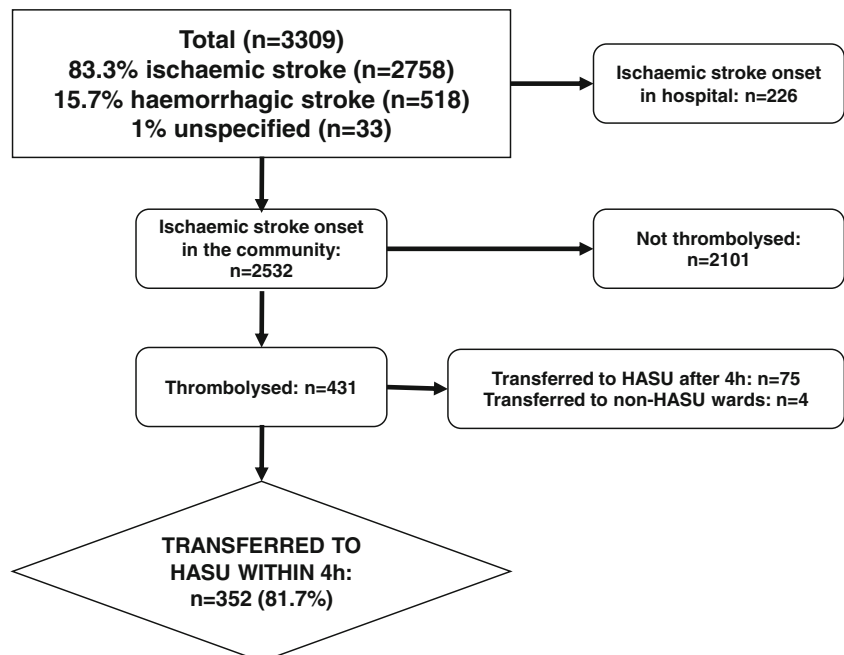 Total (n=3309)
83.3% ischaemic stroke (n=2758)
15.7% haemorrhagic stroke (n=518)
1% unspecified (n=33)
Ischaemic stroke onset
in hospital: n=226
Ischaemic stroke onset
in the community:
n=2532
Not thrombolysed:
n=2101
Thrombolysed: n=431
Transferred to HASU after 4h: n=75
Transferred to non-HASU wards: n=4
TRANSFERRED TO
HASU WITHIN 4h:
n=352 (81.7%)